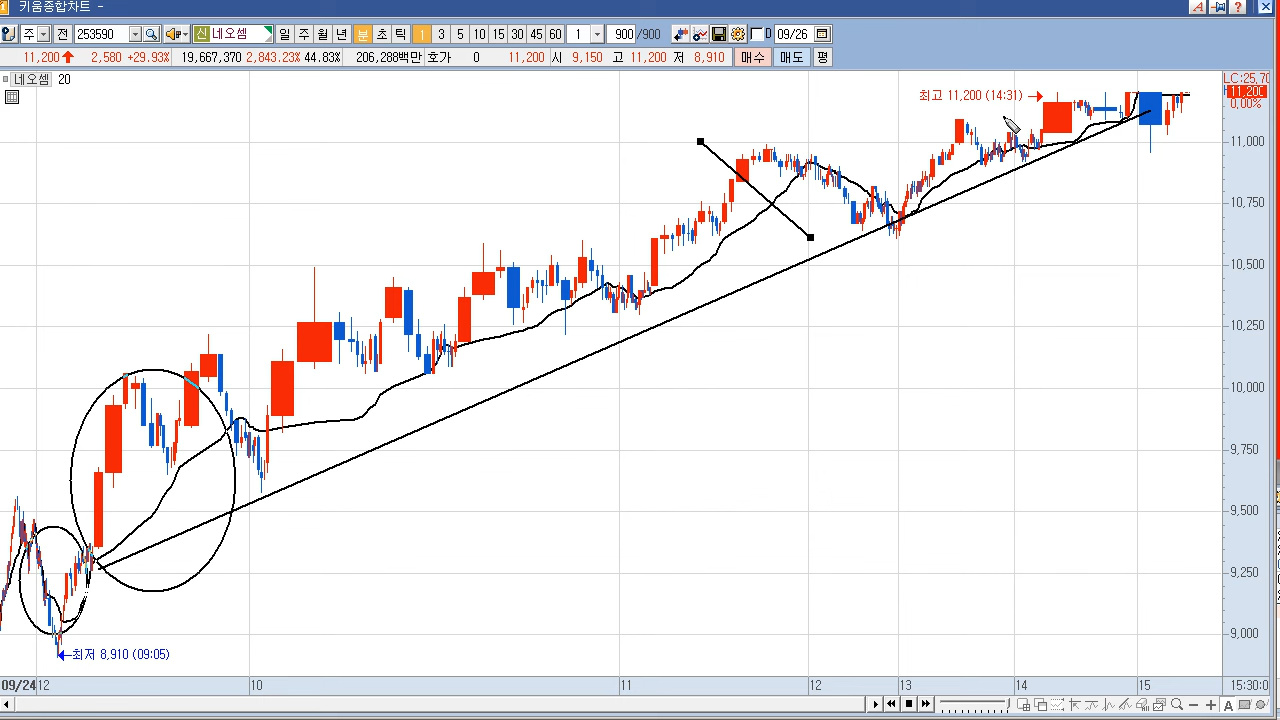 키움종합차트 -
주 전 253590 신 네오셈 일 주 월 년 분 초 틱 1 3 5 10 15 30 45 60 1 900 /900 D 09/26
11,200 2,580 +29.93% 19,667,370 2,843.23% 44.83% 206,288백만 호가 0 11,200 시 9,150 고 11,200 저 8,910 매수 매도 평
네오셈 20
LC:25,70
11,200
0.00%
최고 11,200 (14:31)
11,000
10,750
10,500
10,250
10,000
9,750
9,500
9,250
9,000
최저 8,910 (09:05)
09/24 12 10 11 12 13 14 15 15:30:0
A